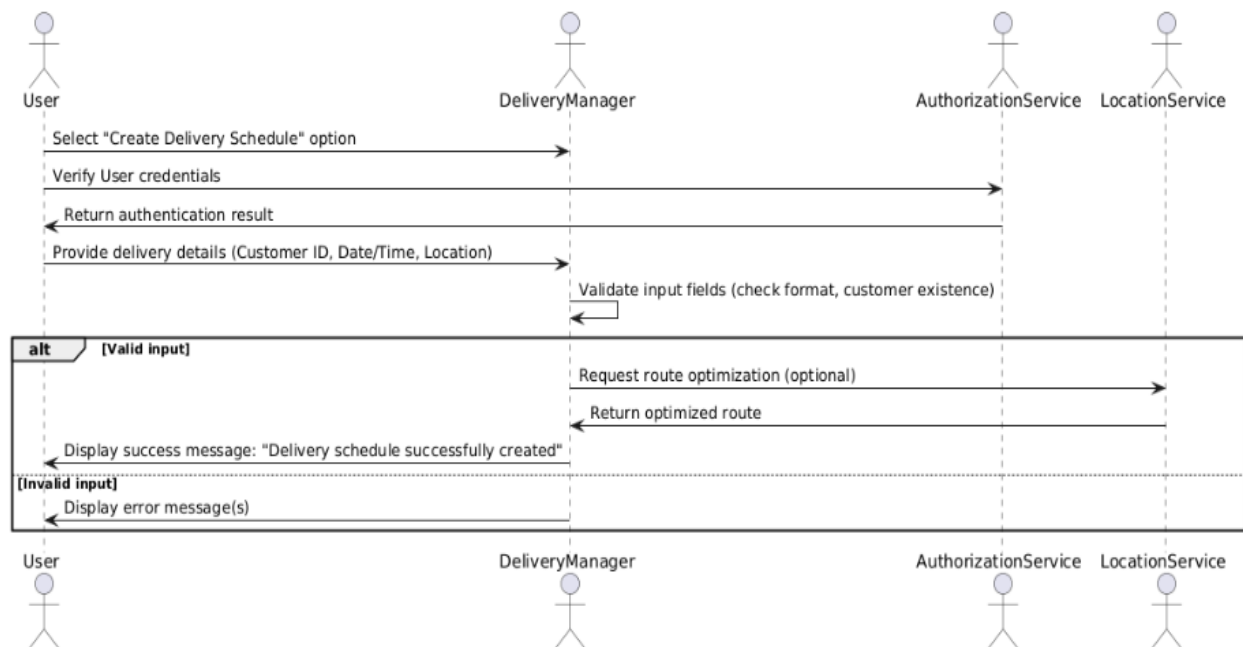 User
DeliveryManager
AuthorizationService
LocationService
Select "Create Delivery Schedule" option
Verify User credentials
Return authentication result
Provide delivery details (Customer ID, Date/Time, Location)
Validate input fields (check format, customer existence)
alt
[Valid input]
Request route optimization (optional)
Return optimized route
Display success message: "Delivery schedule successfully created"
[Invalid input]
Display error message(s)
User
DeliveryManager
AuthorizationService
LocationService